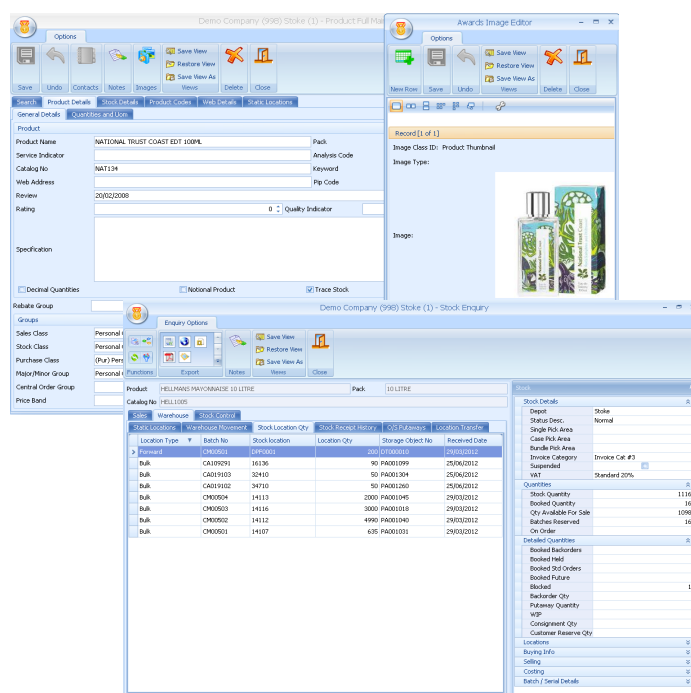 Demo Company (998) Stoke (1) - Product Full Mai
Options
Save View
Restore View
Save View As
Save Undo Contacts Notes Images Views Delete Close
Search Product Details Stock Details Product Codes Web Details Static Locations
General Details Quantities and Uom
Product
Product Name NATIONAL TRUST COAST EDT 100ML Pack
Service Indicator Analysis Code
Catalog No NAT134 Keyword
Web Address Pip Code
Review 20/02/2008
Rating 0 Quality Indicator
Specification
Decimal Quantities Notional Product Trace Stock
Rebate Group
Groups
Sales Class Personal
Stock Class Personal
Purchase Class (Pur) Pers
Major/Minor Group Personal
Central Order Group
Price Band
Awards Image Editor
Options
Save View
Restore View
Save View As
New Row Save Undo Views Delete Close
Record [1 of 1]
Image Class ID: Product Thumbnail
Image Type:
Image:
National Trust Coast
Demo Company (998) Stoke (1) - Stock Enquiry
Enquiry Options
Save View
Restore View
Save View As
Functions Export Notes Views Close
Product HELLMANS MAYONNAISE 10 LITRE Pack 10 LITRE
Catalog No HELL1005
Sales Warehouse Stock Control
Static Locations Warehouse Movement Stock Location Qty Stock Receipt History O/S Putaways Location Transfer
Location Type Batch No Stock location Location Qty Storage Object No Received Date
Forward CM00501 DPF0001 200 DT000010 29/03/2012
Bulk CA109291 16136 90 PA001099 25/06/2012
Bulk CA019103 32410 50 PA001304 25/06/2012
Bulk CA019102 34710 50 PA001260 25/06/2012
Bulk CM00504 14113 2000 PA001045 29/03/2012
Bulk CM00503 14116 3000 PA001018 29/03/2012
Bulk CM00502 14112 4990 PA001040 29/03/2012
Bulk CM00501 14107 635 PA001031 29/03/2012
Stock
Stock Details
Depot Stoke
Status Desc. Normal
Single Pick Area
Case Pick Area
Bundle Pick Area
Invoice Category Invoice Cat #3
Suspended
VAT Standard 20%
Quantities
Stock Quantity 1116
Booked Quantity 16
Qty Available For Sale 1098
Batches Reserved 16
On Order
Detailed Quantities
Booked Backorders
Booked Held
Booked Std Orders
Booked Future
Blocked 1
Backorder Qty
Putaway Quantity
WIP
Consignment Qty
Customer Reserve Qty
Locations
Buying Info
Selling
Costing
Batch / Serial Details